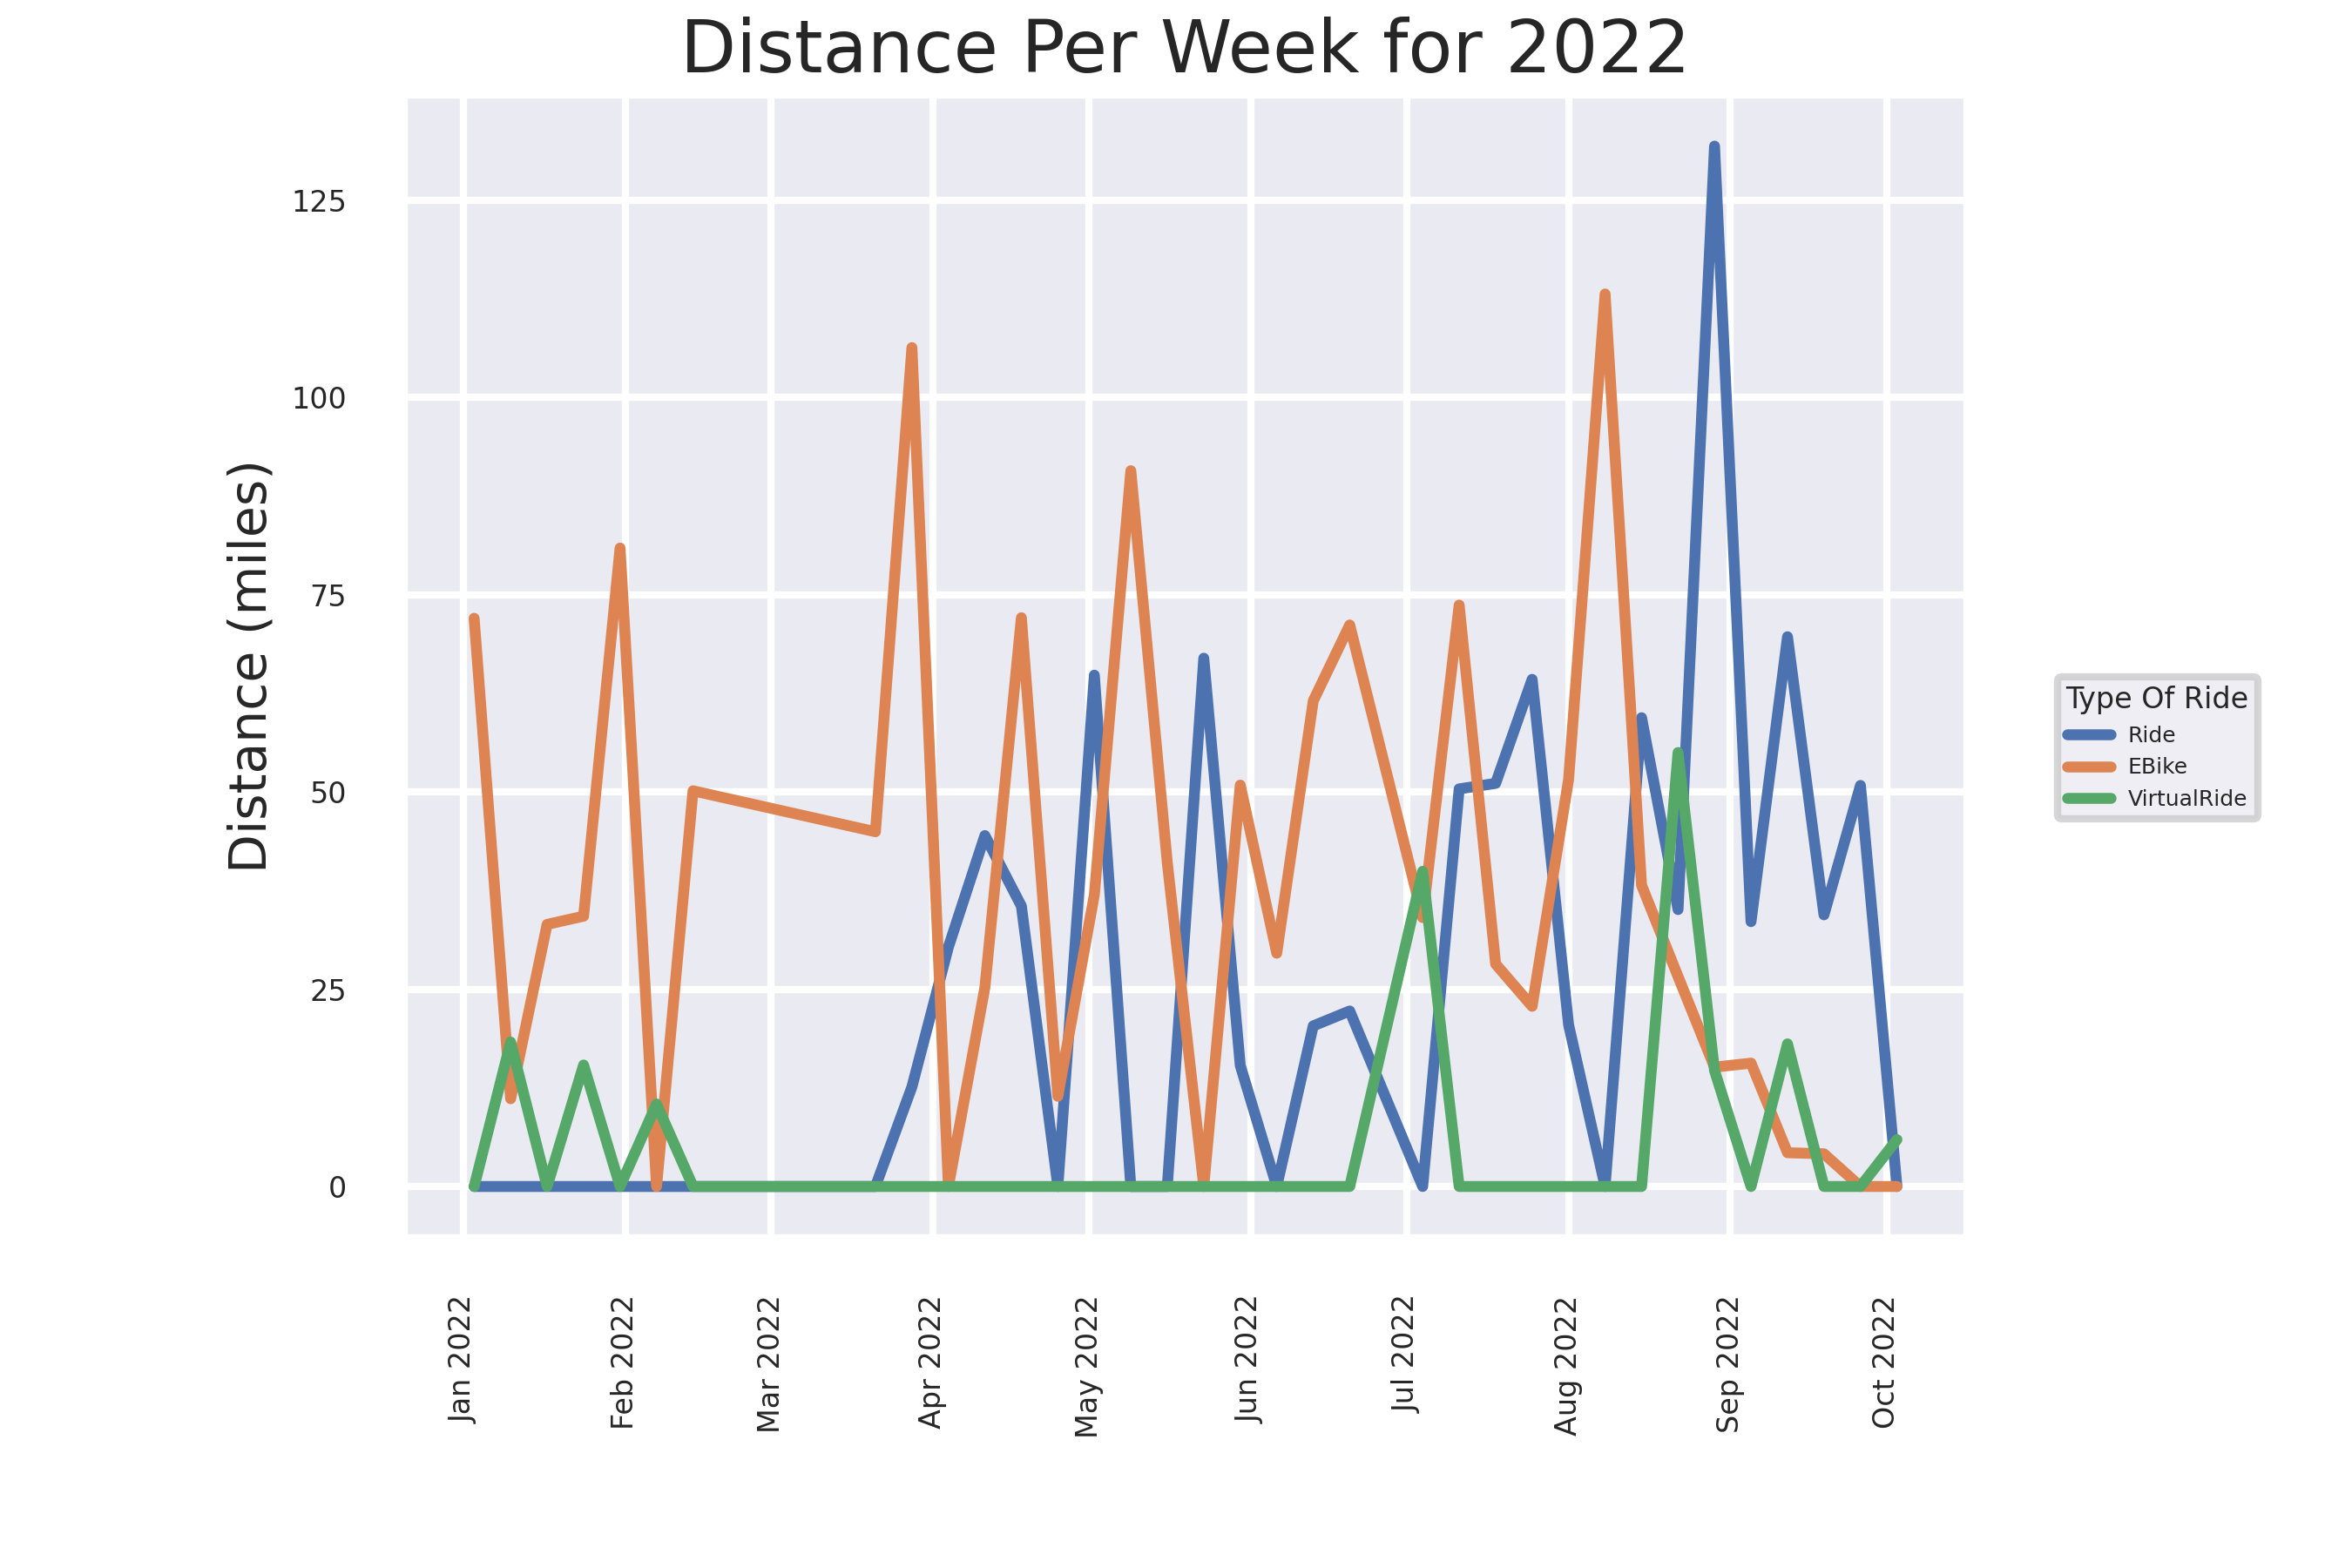 Distance Per Week for 2022
Distance (miles)
125
100
75
50
25
0
Jan 2022
Feb 2022
Mar 2022
Apr 2022
May 2022
Jun 2022
Jul 2022
Aug 2022
Sep 2022
Oct 2022
Type Of Ride
Ride
EBike
VirtualRide